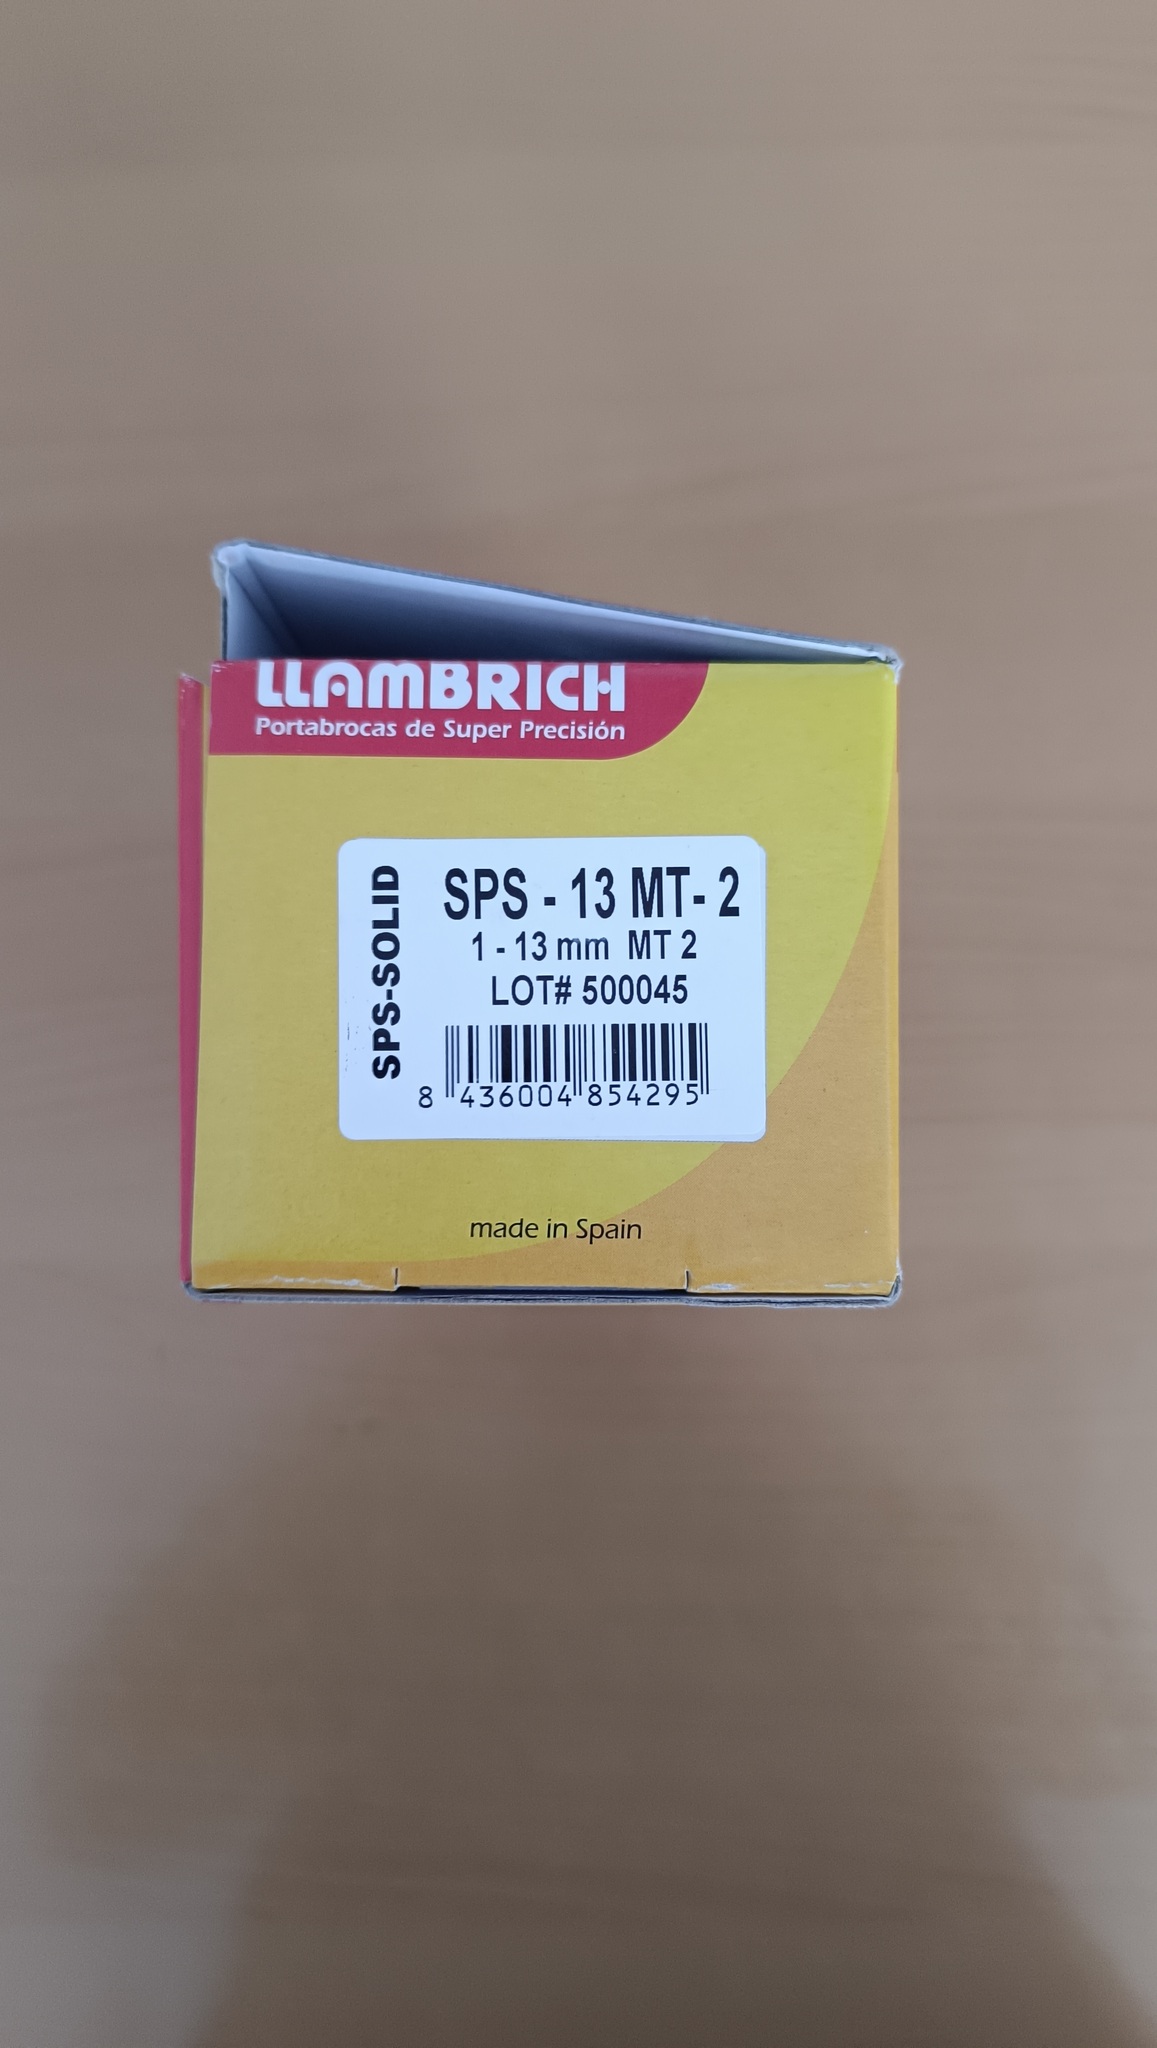 LLAMBRICH
Portabrocas de Super Precisión
SPS-SOLID
SPS - 13 MT- 2
1 - 13 mm MT 2
LOT# 500045
8 436004 854295
made in Spain